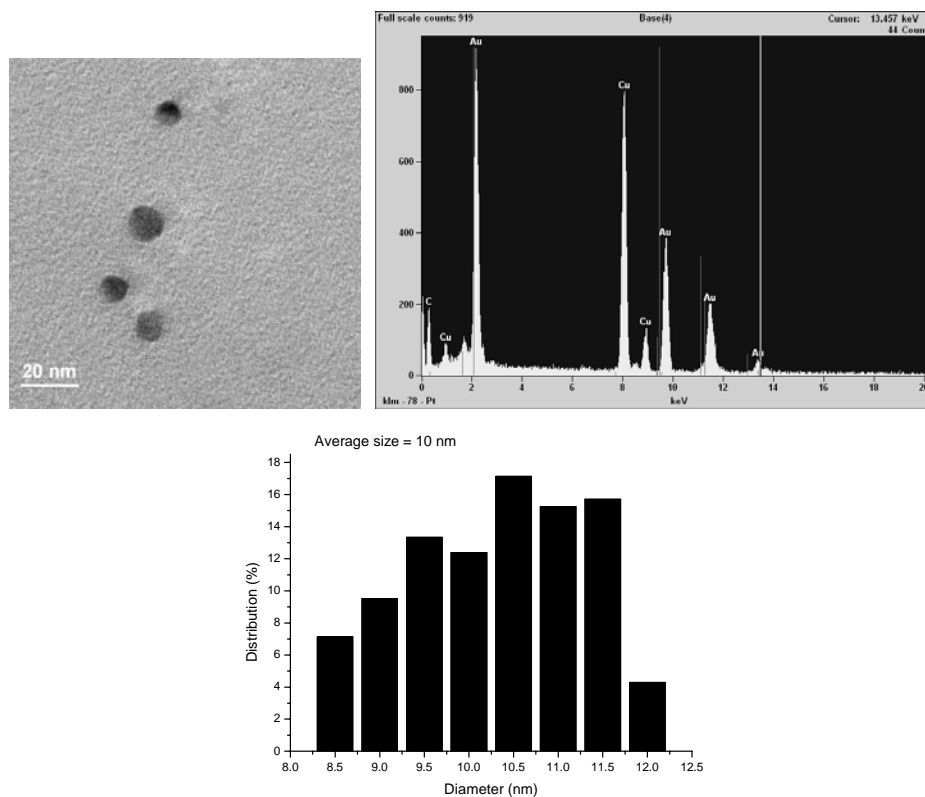 20 nm
Full scale counts: 919 Base(4) Cursor: 13.457 keV
44 Coun
Au
Cu
Au
Au
C
Cu
Cu
Au
800
600
400
200
0
0 2 4 6 8 10 12 14 16 18 20
klm - 78 - Pt keV
Average size = 10 nm
Distribution (%)
18
16
14
12
10
8
6
4
2
0
8.0 8.5 9.0 9.5 10.0 10.5 11.0 11.5 12.0 12.5
Diameter (nm)